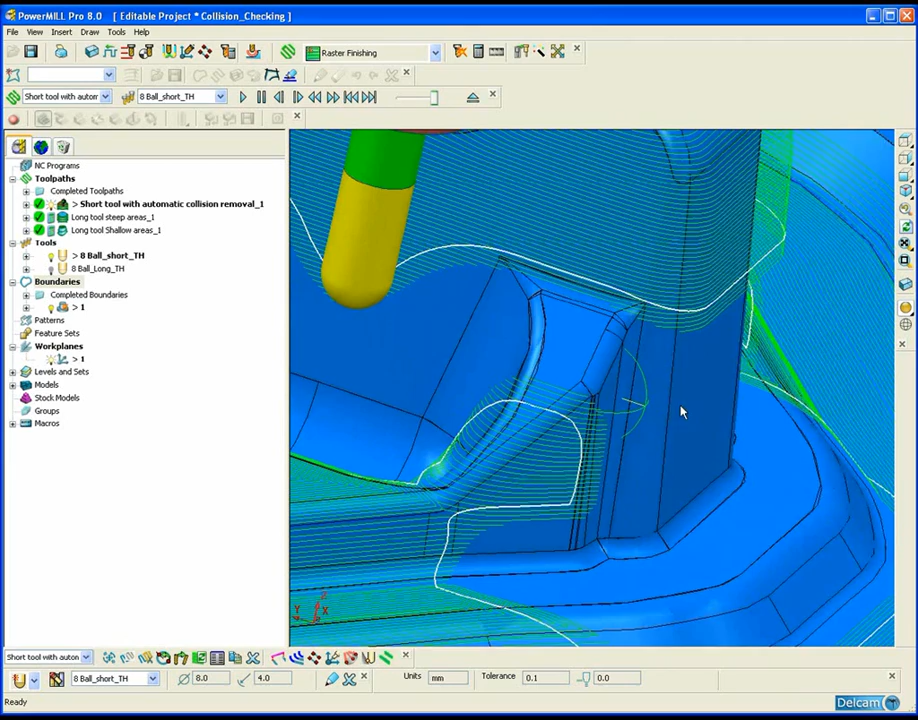 PowerMILL Pro 8.0 [ Editable Project * Collision_Checking ]
File View Insert Draw Tools Help
Raster Finishing
Short tool with autom 8 Ball_short_TH
NC Programs
Toolpaths
Completed Toolpaths
> Short tool with automatic collision removal_1
Long tool steep areas_1
Long tool Shallow areas_1
Tools
> 8 Ball_short_TH
8 Ball_Long_TH
Boundaries
Completed Boundaries
> 1
Patterns
Feature Sets
Workplanes
> 1
Levels and Sets
Models
Stock Models
Groups
Macros
Y Z X
Short tool with auton
8 Ball_short_TH 8.0 4.0 Units mm Tolerance 0.1 0.0
Ready Delcam